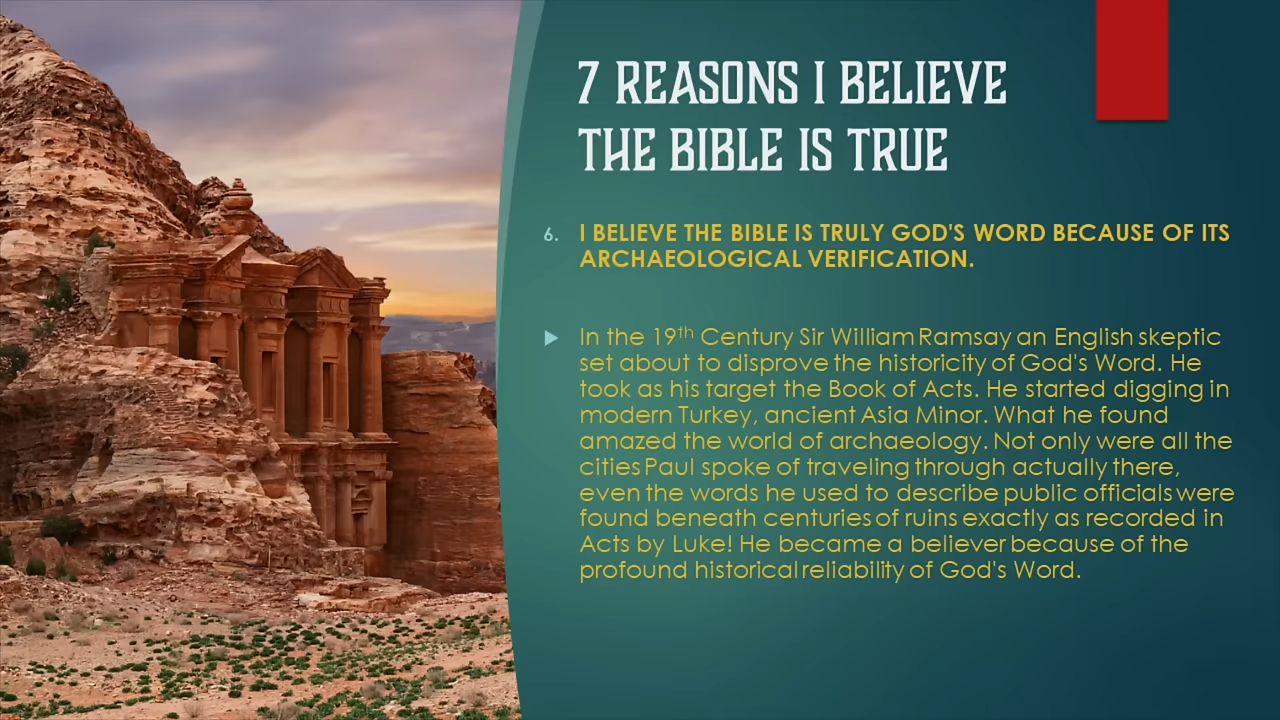 7 REASONS I BELIEVE
THE BIBLE IS TRUE
6. I BELIEVE THE BIBLE IS TRULY GOD'S WORD BECAUSE OF ITS
ARCHAEOLOGICAL VERIFICATION.
In the 19th Century Sir William Ramsay an English skeptic
set about to disprove the historicity of God's Word. He
took as his target the Book of Acts. He started digging in
modern Turkey, ancient Asia Minor. What he found
amazed the world of archaeology. Not only were all the
cities Paul spoke of traveling through actually there,
even the words he used to describe public officials were
found beneath centuries of ruins exactly as recorded in
Acts by Luke! He became a believer because of the
profound historical reliability of God's Word.